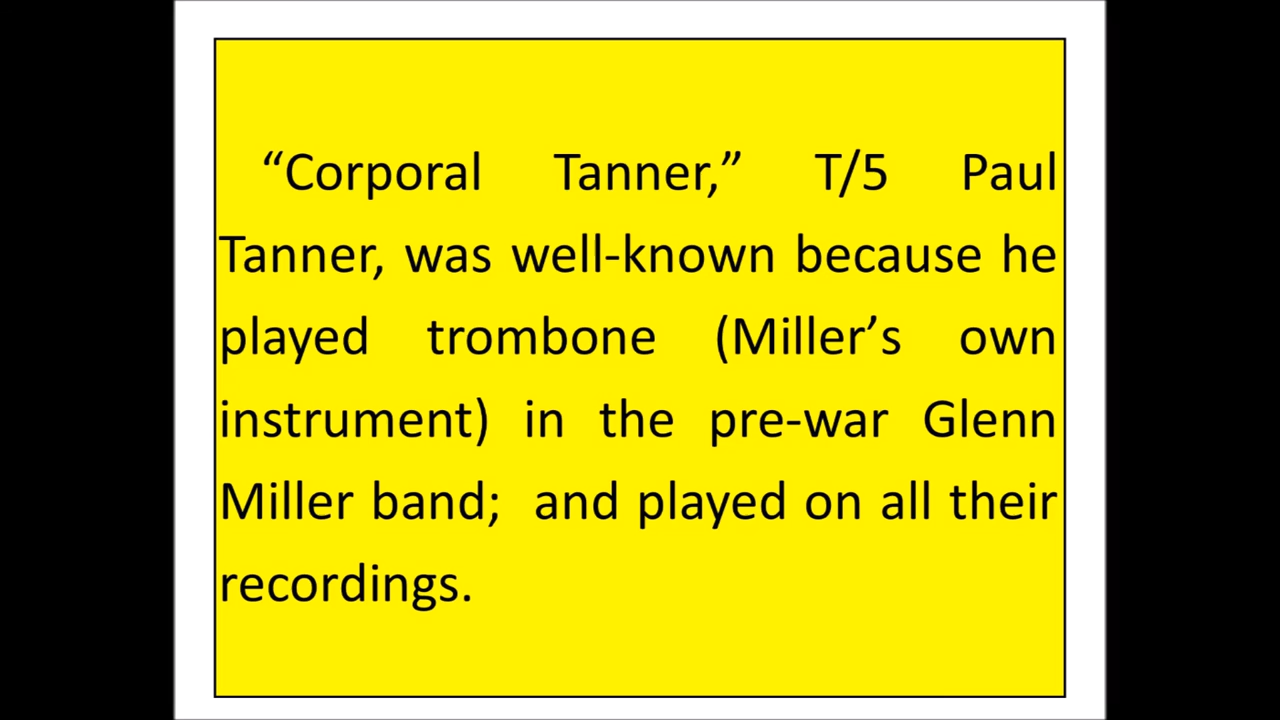 “Corporal Tanner,” T/5 Paul
Tanner, was well-known because he
played trombone (Miller’s own
instrument) in the pre-war Glenn
Miller band;  and played on all their
recordings.